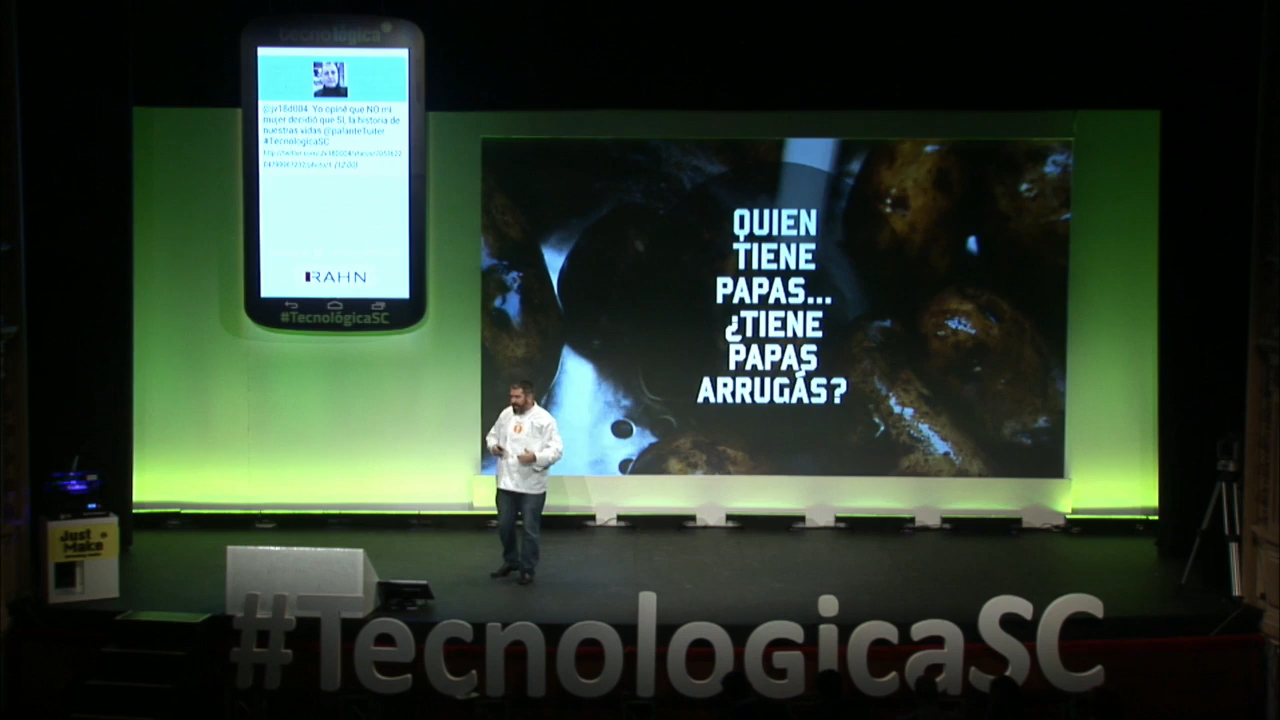 tecnológica
@jv182004: Yo opiné que NO mi
mujer decidió que SI, la historia de
nuestras vidas @palanteTuiter
#TecnologicaSC
RAHN
#TecnológicaSC
QUIEN
TIENE
PAPAS...
¿TIENE
PAPAS
ARRUGÁS?
Just
Make
#TecnologicaSC